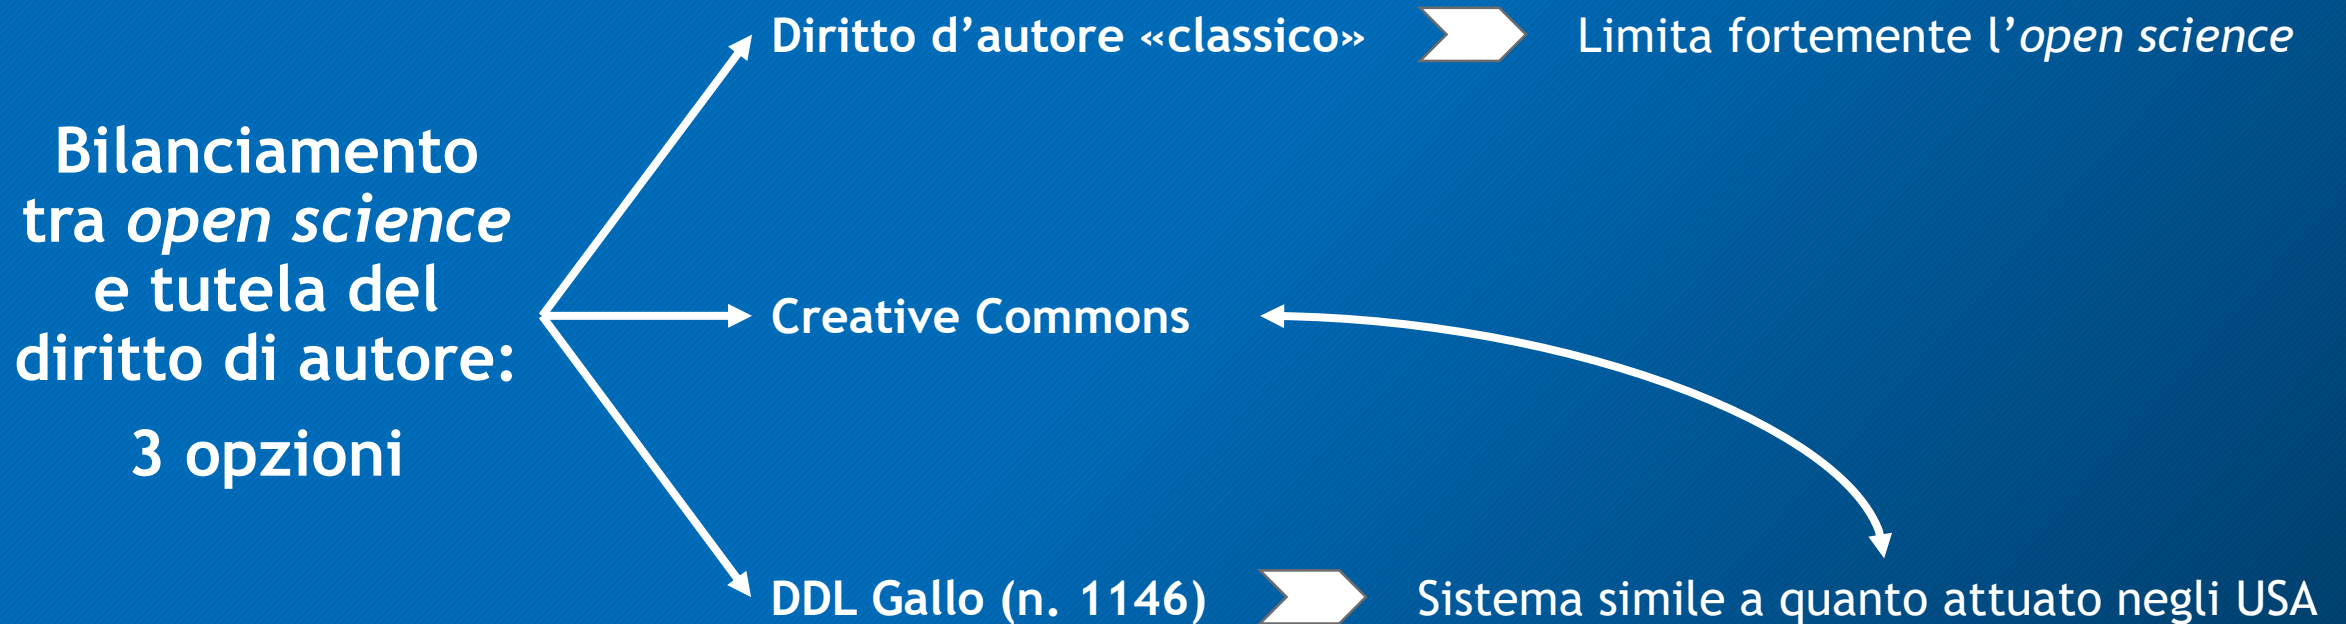 Bilanciamento
tra open science
e tutela del
diritto di autore:
3 opzioni
Diritto d’autore «classico»
Limita fortemente l’open science
Creative Commons
DDL Gallo (n. 1146)
Sistema simile a quanto attuato negli USA